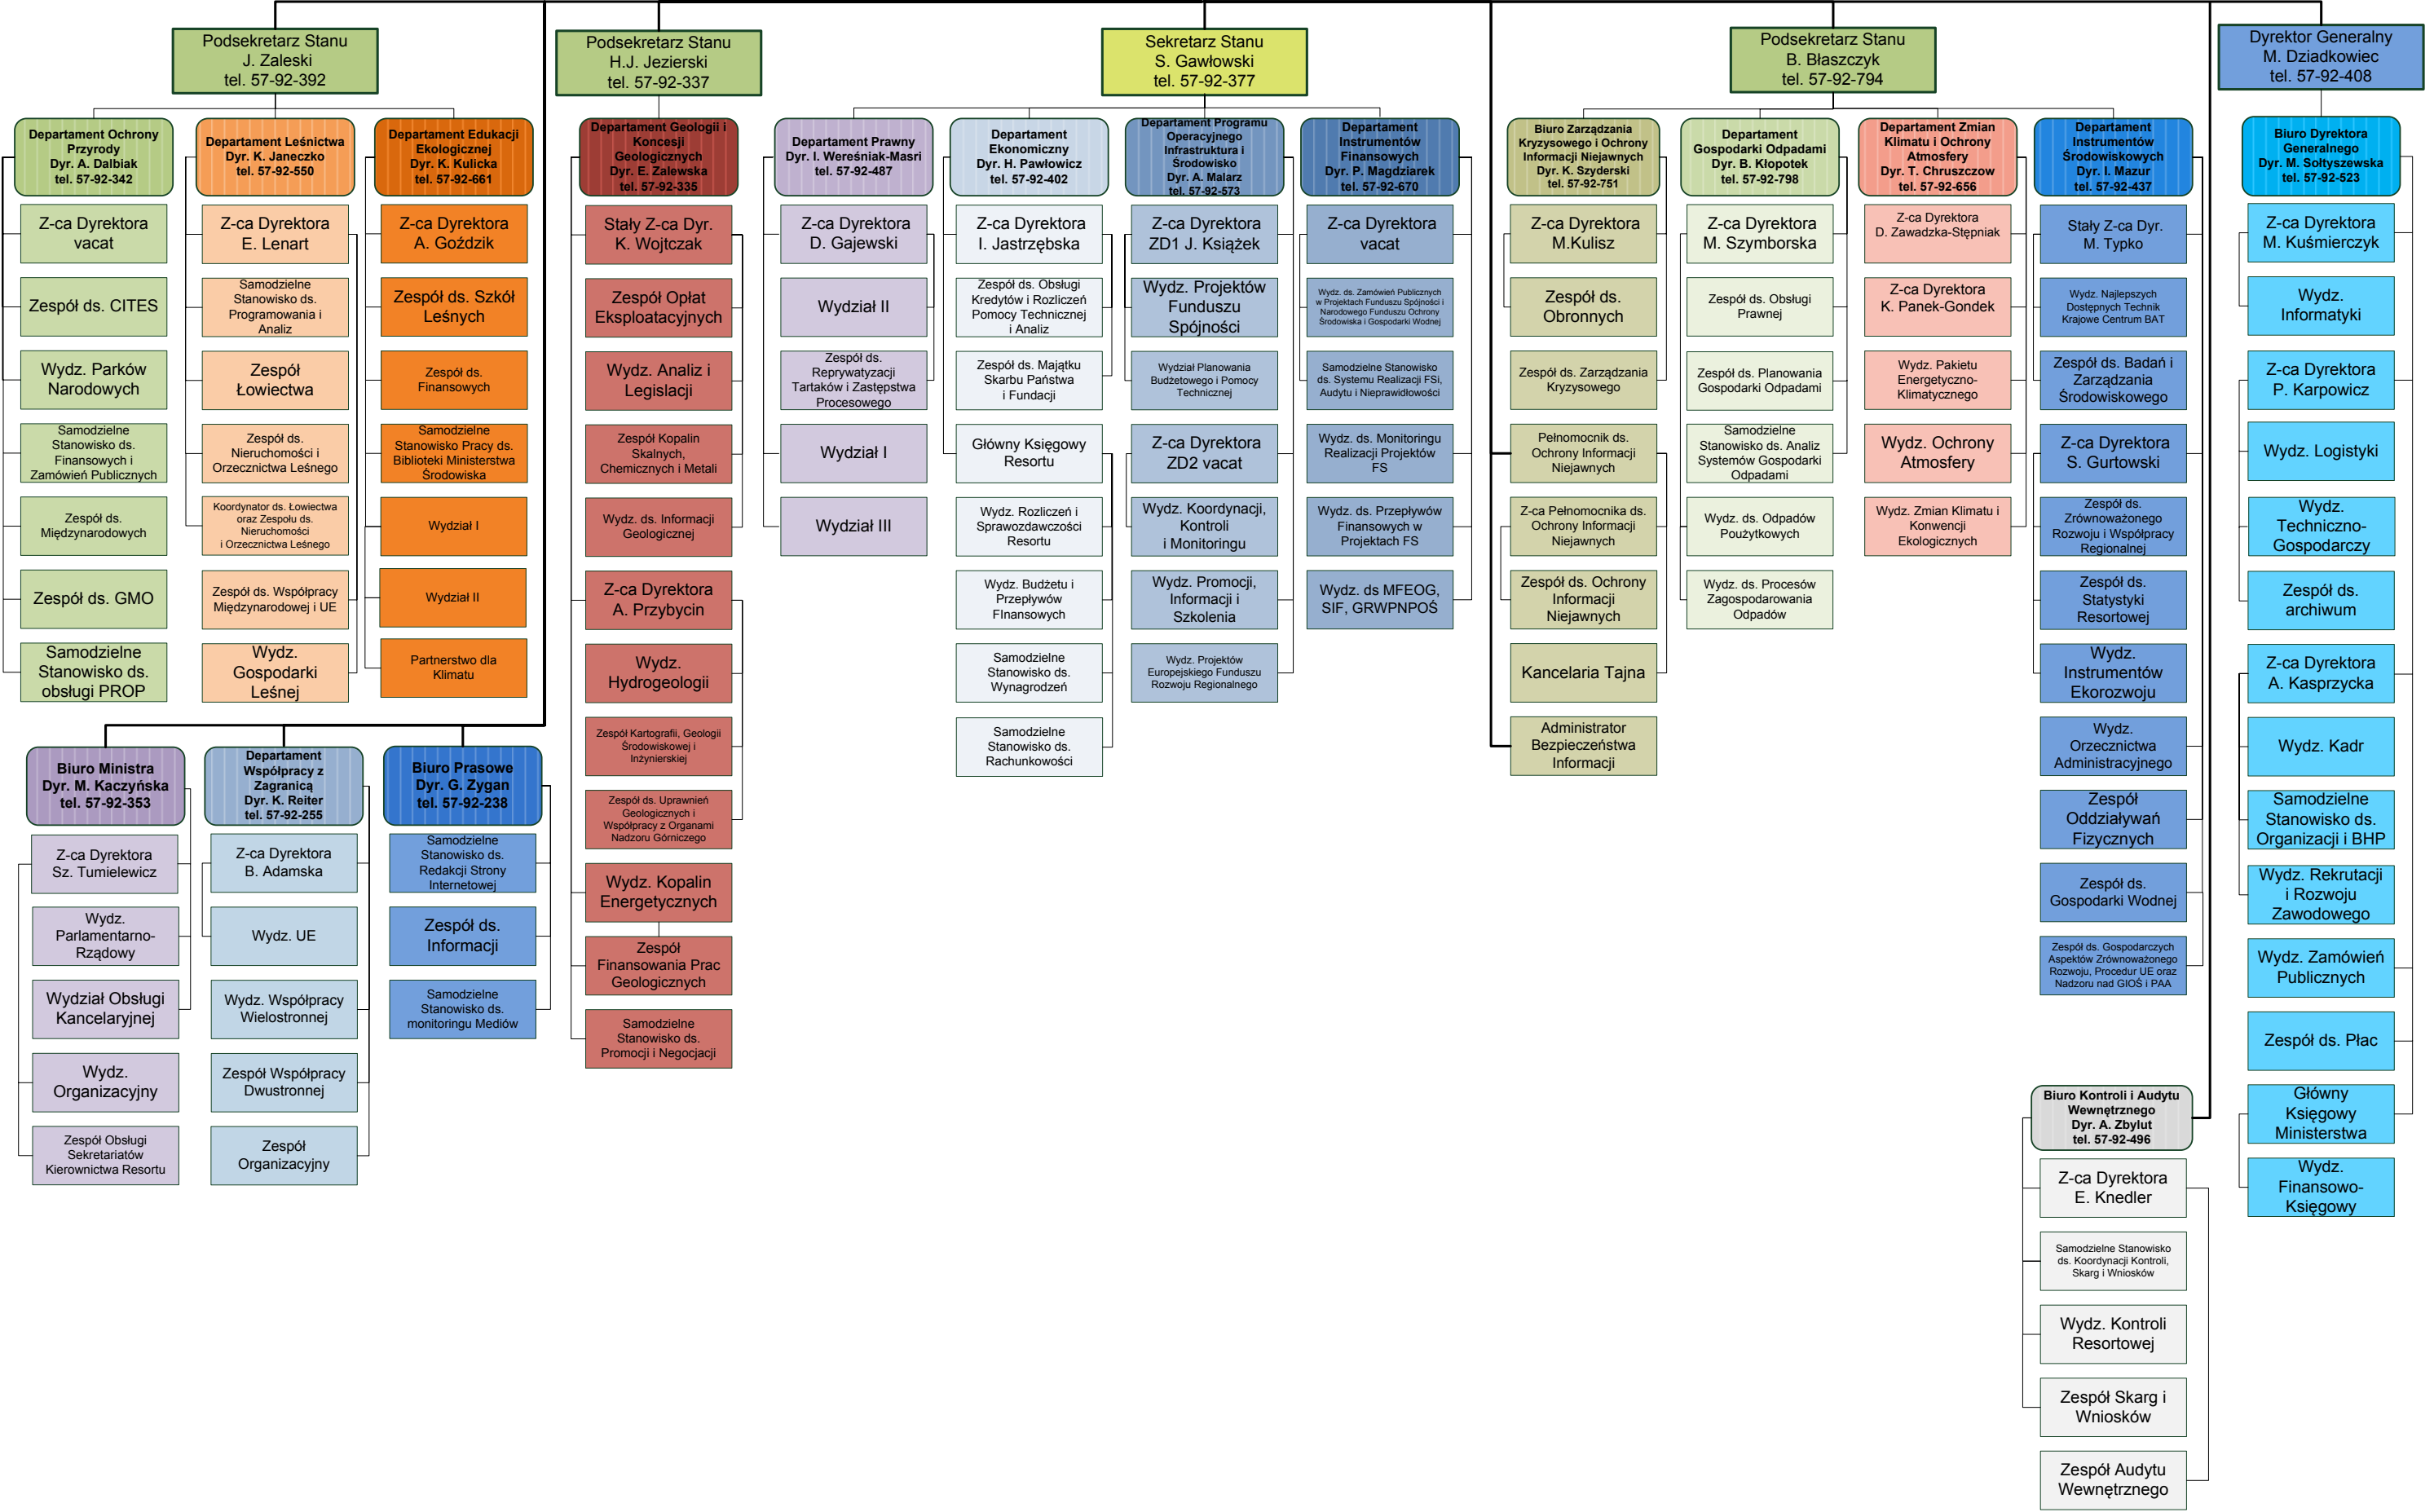 Podsekretarz Stanu
J. Zaleski
tel. 57-92-392
Podsekretarz Stanu
H.J. Jezierski
tel. 57-92-337
Sekretarz Stanu
S. Gawłowski
tel. 57-92-377
Podsekretarz Stanu
B. Błaszczyk
tel. 57-92-794
Dyrektor Generalny
M. Dziadkowiec
tel. 57-92-408
Departament Ochrony
Przyrody
Dyr. A. Dalbiak
tel. 57-92-342
Z-ca Dyrektora
vacat
Zespół ds. CITES
Wydz. Parków
Narodowych
Samodzielne
Stanowisko ds.
Finansowych i
Zamówień Publicznych
Zespół ds.
Międzynarodowych
Zespół ds. GMO
Samodzielne
Stanowisko ds.
obsługi PROP
Departament Leśnictwa
Dyr. K. Janeczko
tel. 57-92-550
Z-ca Dyrektora
E. Lenart
Samodzielne
Stanowisko ds.
Programowania i
Analiz
Zespół
Łowiectwa
Zespół ds.
Nieruchomości i
Orzecznictwa Leśnego
Koordynator ds. Łowiectwa
oraz Zespołu ds.
Nieruchomości
i Orzecznictwa Leśnego
Zespół ds. Współpracy
Międzynarodowej i UE
Wydz.
Gospodarki
Leśnej
Departament Edukacji
Ekologicznej
Dyr. K. Kulicka
tel. 57-92-661
Z-ca Dyrektora
A. Goździk
Zespół ds. Szkół
Leśnych
Zespół ds.
Finansowych
Samodzielne
Stanowisko Pracy ds.
Biblioteki Ministerstwa
Środowiska
Wydział I
Wydział II
Partnerstwo dla
Klimatu
Departament Geologii i
Koncesji
Geologicznych
Dyr. E. Zalewska
tel. 57-92-335
Stały Z-ca Dyr.
K. Wojtczak
Zespół Opłat
Eksploatacyjnych
Wydz. Analiz i
Legislacji
Zespół Kopalin
Skalnych,
Chemicznych i Metali
Wydz. ds. Informacji
Geologicznej
Z-ca Dyrektora
A. Przybycin
Wydz.
Hydrogeologii
Zespół Kartografii, Geologii
Środowiskowej i
Inżynierskiej
Zespół ds. Uprawnień
Geologicznych i
Współpracy z Organami
Nadzoru Górniczego
Wydz. Kopalin
Energetycznych
Zespół
Finansowania Prac
Geologicznych
Samodzielne
Stanowisko ds.
Promocji i Negocjacji
Departament Prawny
Dyr. I. Wereśniak-Masri
tel. 57-92-487
Z-ca Dyrektora
D. Gajewski
Wydział II
Zespół ds.
Reprywatyzacji
Tartaków i Zastępstwa
Procesowego
Wydział I
Wydział III
Departament
Ekonomiczny
Dyr. H. Pawłowicz
tel. 57-92-402
Z-ca Dyrektora
I. Jastrzębska
Zespół ds. Obsługi
Kredytów i Rozliczeń
Pomocy Technicznej
i Analiz
Zespół ds. Majątku
Skarbu Państwa
i Fundacji
Główny Księgowy
Resortu
Wydz. Rozliczeń i
Sprawozdawczości
Resortu
Wydz. Budżetu i
Przepływów
FInansowych
Samodzielne
Stanowisko ds.
Wynagrodzeń
Samodzielne
Stanowisko ds.
Rachunkowości
Departament Programu
Operacyjnego
Infrastruktura i
Środowisko
Dyr. A. Malarz
tel. 57-92-573
Z-ca Dyrektora
ZD1 J. Książek
Wydz. Projektów
Funduszu
Spójności
Wydział Planowania
Budżetowego i Pomocy
Technicznej
Z-ca Dyrektora
ZD2 vacat
Wydz. Koordynacji,
Kontroli
i Monitoringu
Wydz. Promocji,
Informacji i
Szkolenia
Wydz. Projektów
Europejskiego Funduszu
Rozwoju Regionalnego
Departament
Instrumentów
Finansowych
Dyr. P. Magdziarek
tel. 57-92-670
Z-ca Dyrektora
vacat
Wydz. ds. Zamówień Publicznych
w Projektach Funduszu Spójności i
Narodowego Funduszu Ochrony
Środowiska i Gospodarki Wodnej
Samodzielne Stanowisko
ds. Systemu Realizacji FSi,
Audytu i Nieprawidłowości
Wydz. ds. Monitoringu
Realizacji Projektów
FS
Wydz. ds. Przepływów
Finansowych w
Projektach FS
Wydz. ds MFEOG,
SIF, GRWPNPOŚ
Biuro Zarządzania
Kryzysowego i Ochrony
Informacji Niejawnych
Dyr. K. Szyderski
tel. 57-92-751
Z-ca Dyrektora
M.Kulisz
Zespół ds.
Obronnych
Zespół ds. Zarządzania
Kryzysowego
Pełnomocnik ds.
Ochrony Informacji
Niejawnych
Z-ca Pełnomocnika ds.
Ochrony Informacji
Niejawnych
Zespół ds. Ochrony
Informacji
Niejawnych
Kancelaria Tajna
Administrator
Bezpieczeństwa
Informacji
Departament
Gospodarki Odpadami
Dyr. B. Kłopotek
tel. 57-92-798
Z-ca Dyrektora
M. Szymborska
Zespół ds. Obsługi
Prawnej
Zespół ds. Planowania
Gospodarki Odpadami
Samodzielne
Stanowisko ds. Analiz
Systemów Gospodarki
Odpadami
Wydz. ds. Odpadów
Poużytkowych
Wydz. ds. Procesów
Zagospodarowania
Odpadów
Departament Zmian
Klimatu i Ochrony
Atmosfery
Dyr. T. Chruszczow
tel. 57-92-656
Z-ca Dyrektora
D. Zawadzka-Stępniak
Z-ca Dyrektora
K. Panek-Gondek
Wydz. Pakietu
Energetyczno-
Klimatycznego
Wydz. Ochrony
Atmosfery
Wydz. Zmian Klimatu i
Konwencji
Ekologicznych
Departament
Instrumentów
Środowiskowych
Dyr. I. Mazur
tel. 57-92-437
Stały Z-ca Dyr.
M. Typko
Wydz. Najlepszych
Dostępnych Technik
Krajowe Centrum BAT
Zespół ds. Badań i
Zarządzania
Środowiskowego
Z-ca Dyrektora
S. Gurtowski
Zespół ds.
Zrównoważonego
Rozwoju i Współpracy
Regionalnej
Zespół ds.
Statystyki
Resortowej
Wydz.
Instrumentów
Ekorozwoju
Wydz.
Orzecznictwa
Administracyjnego
Zespół
Oddziaływań
Fizycznych
Zespół ds.
Gospodarki Wodnej
Zespół ds. Gospodarczych
Aspektów Zrównoważonego
Rozwoju, Procedur UE oraz
Nadzoru nad GIOŚ i PAA
Biuro Dyrektora
Generalnego
Dyr. M. Sołtyszewska
tel. 57-92-523
Z-ca Dyrektora
M. Kuśmierczyk
Wydz.
Informatyki
Z-ca Dyrektora
P. Karpowicz
Wydz. Logistyki
Wydz.
Techniczno-
Gospodarczy
Zespół ds.
archiwum
Z-ca Dyrektora
A. Kasprzycka
Wydz. Kadr
Samodzielne
Stanowisko ds.
Organizacji i BHP
Wydz. Rekrutacji
i Rozwoju
Zawodowego
Wydz. Zamówień
Publicznych
Zespół ds. Płac
Główny
Księgowy
Ministerstwa
Wydz.
Finansowo-
Księgowy
Biuro Ministra
Dyr. M. Kaczyńska
tel. 57-92-353
Z-ca Dyrektora
Sz. Tumielewicz
Wydz.
Parlamentarno-
Rządowy
Wydział Obsługi
Kancelaryjnej
Wydz.
Organizacyjny
Zespół Obsługi
Sekretariatów
Kierownictwa Resortu
Departament
Współpracy z
Zagranicą
Dyr. K. Reiter
tel. 57-92-255
Z-ca Dyrektora
B. Adamska
Wydz. UE
Wydz. Współpracy
Wielostronnej
Zespół Współpracy
Dwustronnej
Zespół
Organizacyjny
Biuro Prasowe
Dyr. G. Zygan
tel. 57-92-238
Samodzielne
Stanowisko ds.
Redakcji Strony
Internetowej
Zespół ds.
Informacji
Samodzielne
Stanowisko ds.
monitoringu Mediów
Biuro Kontroli i Audytu
Wewnętrznego
Dyr. A. Zbylut
tel. 57-92-496
Z-ca Dyrektora
E. Knedler
Samodzielne Stanowisko
ds. Koordynacji Kontroli,
Skarg i Wniosków
Wydz. Kontroli
Resortowej
Zespół Skarg i
Wniosków
Zespół Audytu
Wewnętrznego